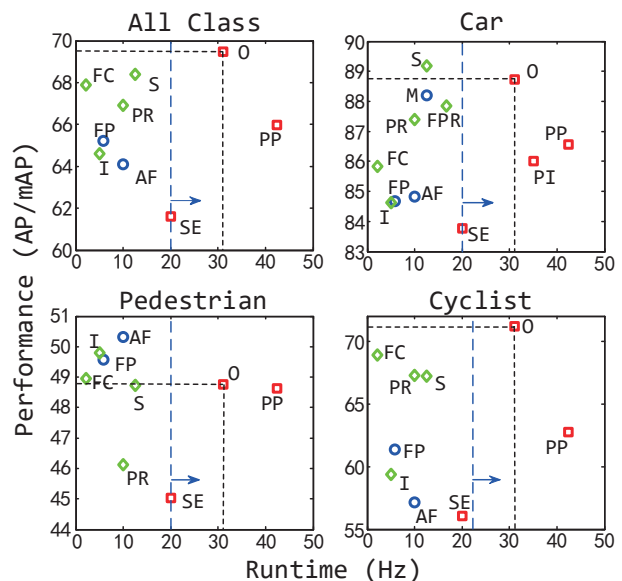 All Class
Car
Performance (AP/mAP)
70
68
66
64
62
60
0 10 20 30 40 50
FC
S
PR
FP
I
AF
SE
O
PP
89
88
87
86
85
84
83
0 10 20 30 40 50
S
M
PR
FPR
FC
FP
I
AF
SE
O
PP
PI
Pedestrian
Cyclist
51
50
49
48
47
46
45
44
0 10 20 30 40 50
I
AF
FP
FC
S
PR
SE
O
PP
70
65
60
55
0 10 20 30 40 50
FC
PR
S
FP
I
AF
SE
O
PP
Runtime (Hz)